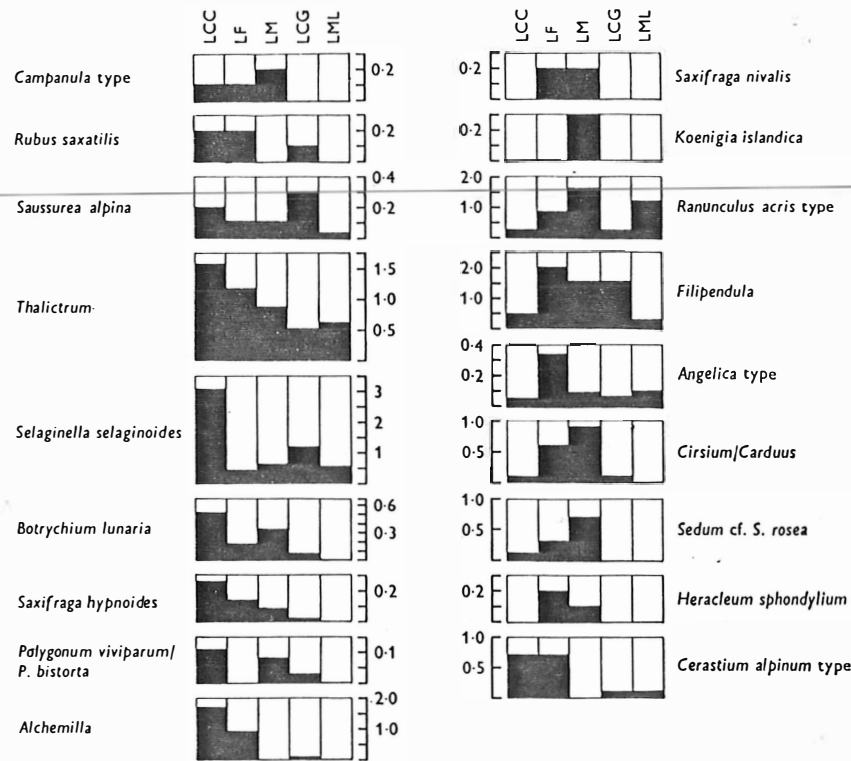 LCC LF LM LCG LML
Campanula type
0·2
Rubus saxatilis
0·2
Saussurea alpina
0·4
0·2
Thalictrum
1·5
1·0
0·5
Selaginella selaginoides
3
2
1
Botrychium lunaria
0·6
0·3
Saxifraga hypnoides
0·2
Polygonum viviparum/
P. bistorta
0·1
Alchemilla
2·0
1·0
LCC LF LM LCG LML
0·2
Saxifraga nivalis
0·2
Koenigia islandica
2·0
1·0
Ranunculus acris type
2·0
1·0
Filipendula
0·4
0·2
Angelica type
1·0
0·5
Cirsium/Carduus
1·0
0·5
Sedum cf. S. rosea
0·2
Heracleum sphondylium
1·0
0·5
Cerastium alpinum type